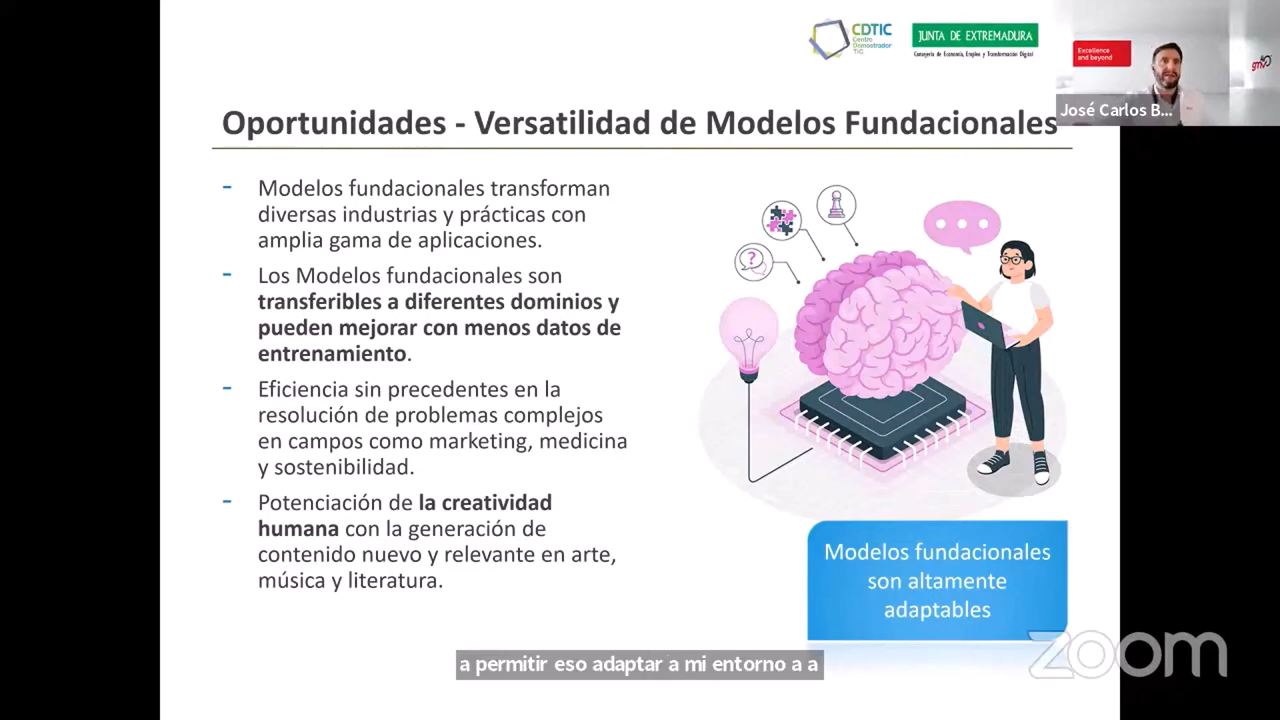 CDTIC
Centro
Demostrador
TIC
JUNTA DE EXTREMADURA
Consejería de Economía, Empleo y Transformación Digital
Excellence
and beyond
gmv
José Carlos B...
Oportunidades - Versatilidad de Modelos Fundacionales
- Modelos fundacionales transforman
diversas industrias y prácticas con
amplia gama de aplicaciones.
- Los Modelos fundacionales son
transferibles a diferentes dominios y
pueden mejorar con menos datos de
entrenamiento.
- Eficiencia sin precedentes en la
resolución de problemas complejos
en campos como marketing, medicina
y sostenibilidad.
- Potenciación de la creatividad
humana con la generación de
contenido nuevo y relevante en arte,
música y literatura.
?
Modelos fundacionales
son altamente
adaptables
zoom
a permitir eso adaptar a mi entorno a a